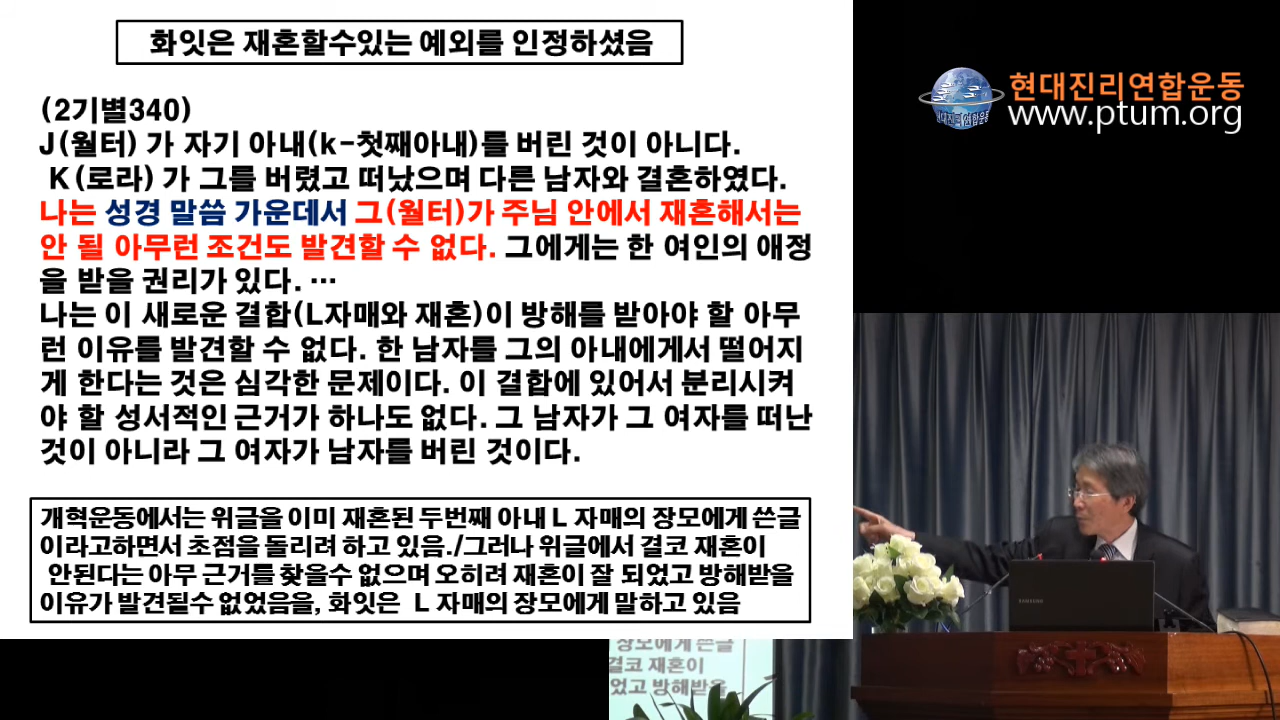 화잇은 재혼할수있는 예외를 인정하셨음
(2기별340)
J(월터) 가 자기 아내(k-첫째아내)를 버린 것이 아니다.
K(로라) 가 그를 버렸고 떠났으며 다른 남자와 결혼하였다.
나는 성경 말씀 가운데서 그(월터)가 주님 안에서 재혼해서는
안 될 아무런 조건도 발견할 수 없다. 그에게는 한 여인의 애정
을 받을 권리가 있다. …
나는 이 새로운 결합(L자매와 재혼)이 방해를 받아야 할 아무
런 이유를 발견할 수 없다. 한 남자를 그의 아내에게서 떨어지
게 한다는 것은 심각한 문제이다. 이 결합에 있어서 분리시켜
야 할 성서적인 근거가 하나도 없다. 그 남자가 그 여자를 떠난
것이 아니라 그 여자가 남자를 버린 것이다.
개혁운동에서는 위글을 이미 재혼된 두번째 아내 L 자매의 장모에게 쓴글
이라고하면서 초점을 돌리려 하고 있음./그러나 위글에서 결코 재혼이
안된다는 아무 근거를 찾을수 없으며 오히려 재혼이 잘 되었고 방해받을
이유가 발견될수 없었음을, 화잇은 L 자매의 장모에게 말하고 있음
현대진리연합운동
www.ptum.org
현대진리연합운동
SAMSUNG
장모에게 쓴글
결코 재혼이
었고 방해받을